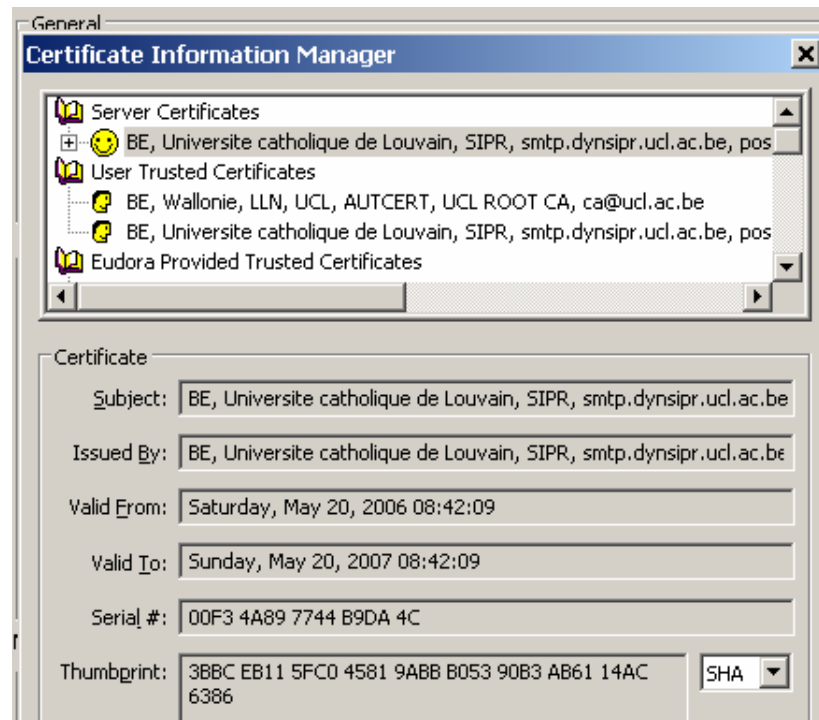 General
Certificate Information Manager
Server Certificates
BE, Universite catholique de Louvain, SIPR, smtp.dynsipr.ucl.ac.be, pos
User Trusted Certificates
BE, Wallonie, LLN, UCL, AUTCERT, UCL ROOT CA, ca@ucl.ac.be
BE, Universite catholique de Louvain, SIPR, smtp.dynsipr.ucl.ac.be, pos
Eudora Provided Trusted Certificates
Certificate
Subject: BE, Universite catholique de Louvain, SIPR, smtp.dynsipr.ucl.ac.be
Issued By: BE, Universite catholique de Louvain, SIPR, smtp.dynsipr.ucl.ac.be
Valid From: Saturday, May 20, 2006 08:42:09
Valid To: Sunday, May 20, 2007 08:42:09
Serial #: 00F3 4A89 7744 B9DA 4C
Thumbprint: 3BBC EB11 5FC0 4581 9ABB B053 90B3 AB61 14AC SHA
6386